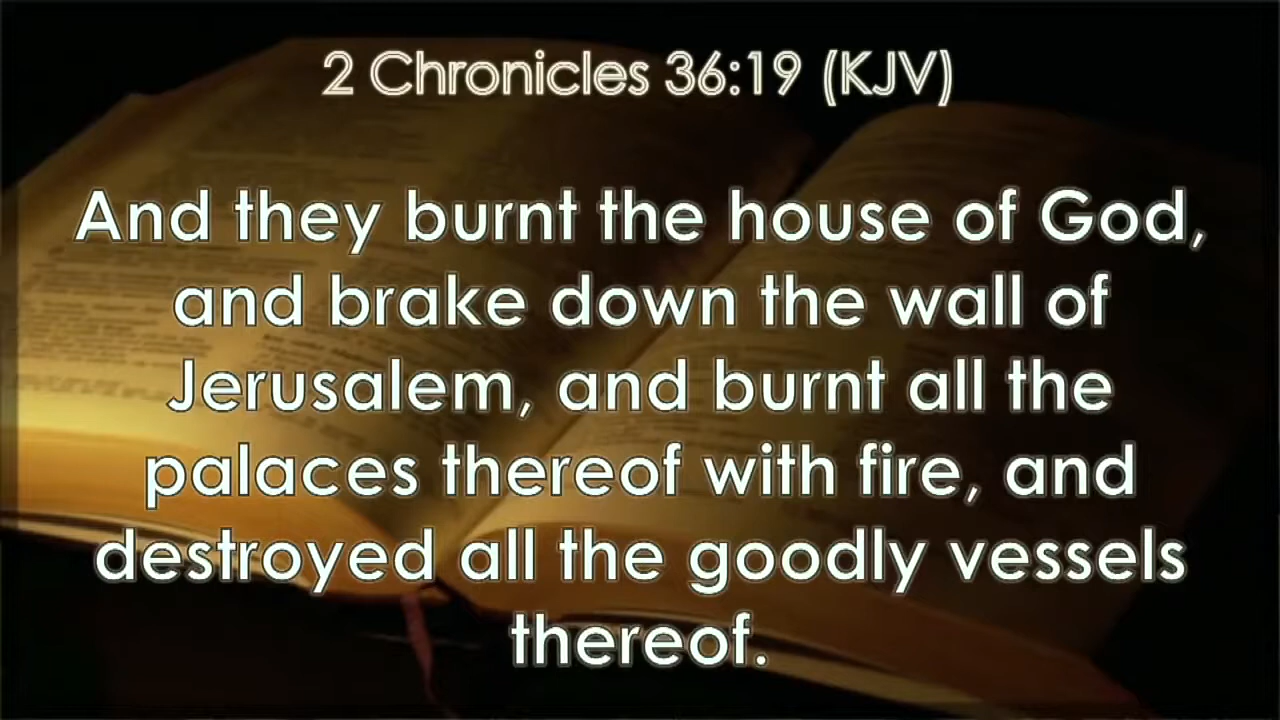 2 Chronicles 36:19 (KJV)
And they burnt the house of God,
and brake down the wall of
Jerusalem, and burnt all the
palaces thereof with fire, and
destroyed all the goodly vessels
thereof.